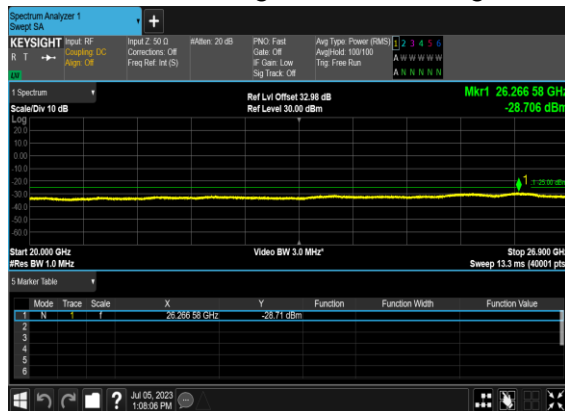 Spectrum Analyzer 1
Swept SA
KEYSIGHT Input: RF Input Z: 50 Ω #Atten: 20 dB PNO: Fast Avg Type: Power (RMS) 1 2 3 4 5 6
R T Coupling: DC Corrections: Off Gate: Off Avg|Hold: 100/100 A W W W W W
Align: Off Freq Ref: Int (S) IF Gain: Low Trig: Free Run
LW Sig Track: Off A N N N N N
1 Spectrum Ref Lvl Offset 32.98 dB Mkr1 26.266 58 GHz
Scale/Div 10 dB Ref Level 30.00 dBm -28.706 dBm
Log
20.0
10.0
0.00
-10.0
1 -25.00 dBm
-20.0
-30.0
-40.0
-50.0
-60.0
Start 20.000 GHz Video BW 3.0 MHz* Stop 26.900 GHz
#Res BW 1.0 MHz Sweep 13.3 ms (40001 pts)
5 Marker Table
Mode Trace Scale X Y Function Function Width Function Value
1 N 1 f 26.266 58 GHz -28.71 dBm
2
3
4
5
6
? Jul 05, 2023
1:08:06 PM